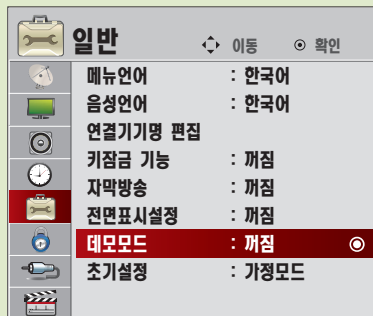 일반 이동 확인
메뉴언어 : 한국어
음성언어 : 한국어
연결기기명 편집
키잠금 기능 : 꺼짐
자막방송 : 꺼짐
전면표시설정 : 꺼짐
데모모드 : 꺼짐
초기설정 : 가정모드